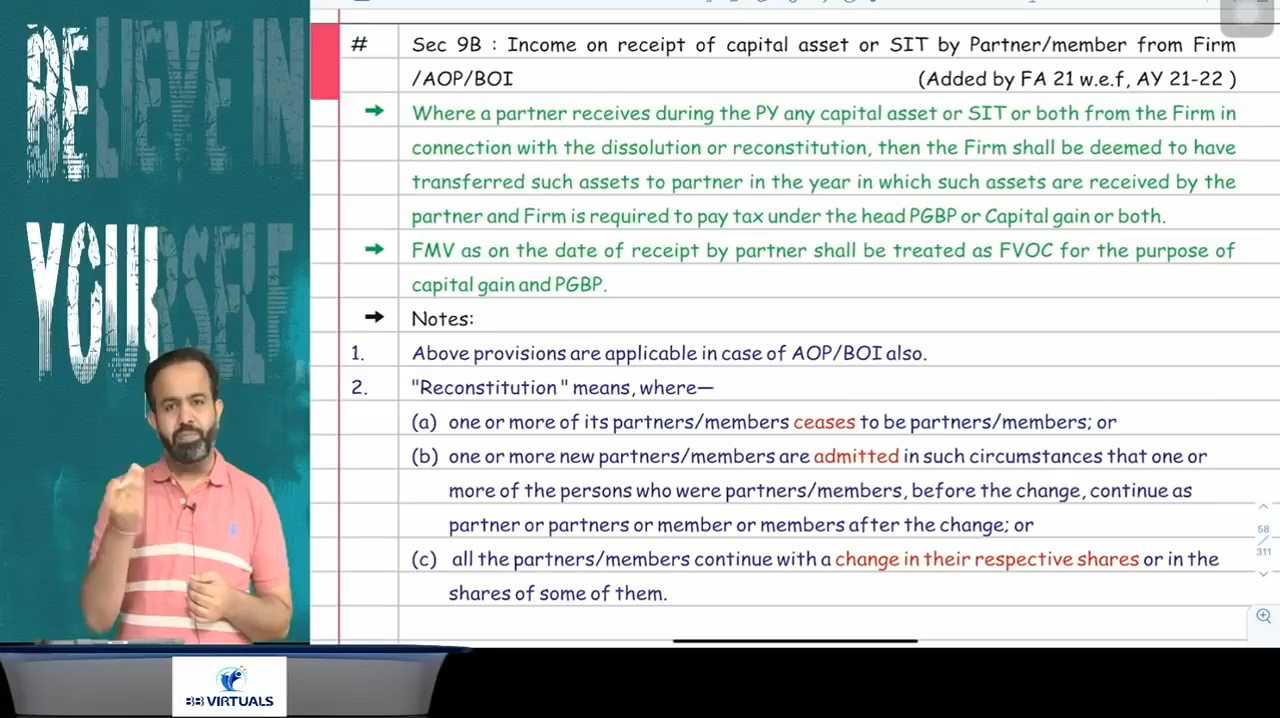 BELIEVE IN
YOURSELF
# Sec 9B : Income on receipt of capital asset or SIT by Partner/member from Firm
/AOP/BOI (Added by FA 21 w.e.f, AY 21-22 )
→ Where a partner receives during the PY any capital asset or SIT or both from the Firm in
connection with the dissolution or reconstitution, then the Firm shall be deemed to have
transferred such assets to partner in the year in which such assets are received by the
partner and Firm is required to pay tax under the head PGBP or Capital gain or both.
→ FMV as on the date of receipt by partner shall be treated as FVOC for the purpose of
capital gain and PGBP.
→ Notes:
1. Above provisions are applicable in case of AOP/BOI also.
2. "Reconstitution " means, where—
(a) one or more of its partners/members ceases to be partners/members; or
(b) one or more new partners/members are admitted in such circumstances that one or
more of the persons who were partners/members, before the change, continue as
partner or partners or member or members after the change; or
(c) all the partners/members continue with a change in their respective shares or in the
shares of some of them.
58
/
311
BB VIRTUALS